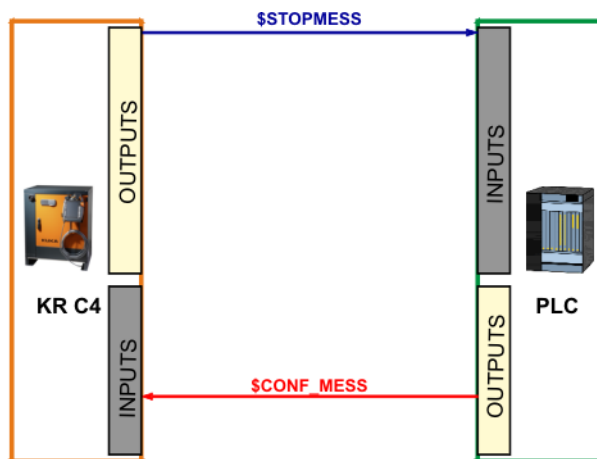 $STOPMESS
OUTPUTS
INPUTS
KR C4
PLC
INPUTS
$CONF_MESS
OUTPUTS